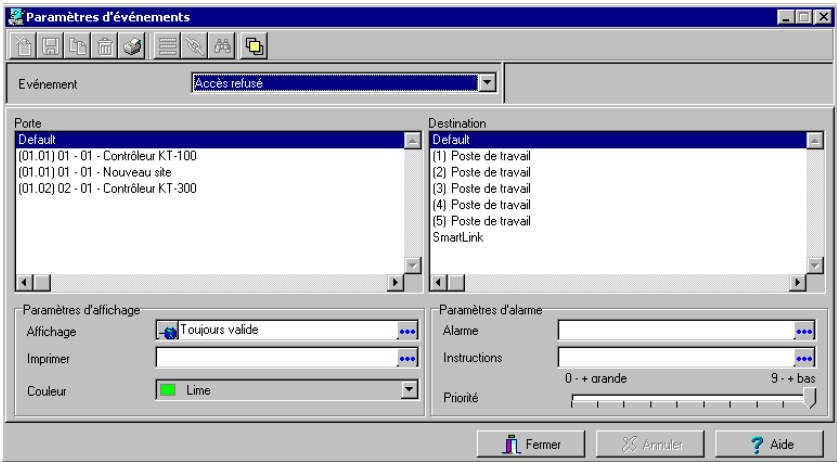 Paramètres d'événements
Evénement
Accès refusé
Porte
Default
(01.01) 01 - 01 - Contrôleur KT-100
(01.01) 01 - 01 - Nouveau site
(01.02) 02 - 01 - Contrôleur KT-300
Destination
Default
(1) Poste de travail
(2) Poste de travail
(3) Poste de travail
(4) Poste de travail
(5) Poste de travail
SmartLink
Paramètres d'affichage
Affichage
Toujours valide
Imprimer
Couleur
Lime
Paramètres d'alarme
Alarme
Instructions
0 - + grande
9 - + bas
Priorité
Fermer
Annuler
Aide